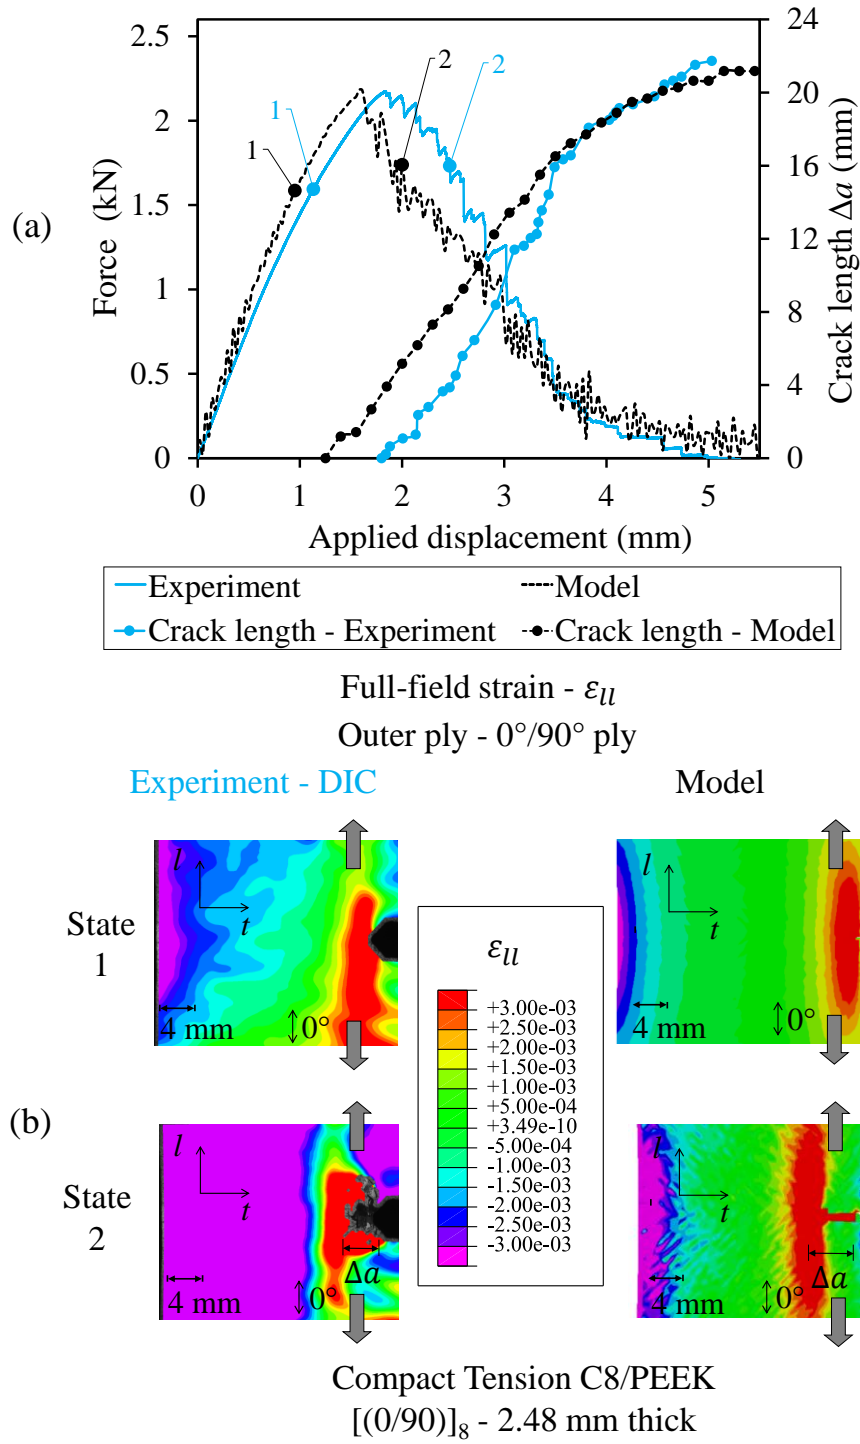 2.5
24
2
20
1.5
16
1
12
0.5
8
4
0
0
0
1
2
3
4
5
Force (kN)
Crack length Δa (mm)
1
1
2
2
(a)
Applied displacement (mm)
Experiment
Model
Crack length - Experiment
Crack length - Model
Full-field strain - εll
Outer ply - 0°/90° ply
Experiment - DIC
Model
State
1
l
t
4 mm
0°
l
t
4 mm
0°
εll
+3.00e-03
+2.50e-03
+2.00e-03
+1.50e-03
+1.00e-03
+5.00e-04
+3.49e-10
-5.00e-04
-1.00e-03
-1.50e-03
-2.00e-03
-2.50e-03
-3.00e-03
(b)
State
2
l
t
Δa
4 mm
0°
l
t
Δa
4 mm
0°
Compact Tension C8/PEEK
[(0/90)]8 - 2.48 mm thick